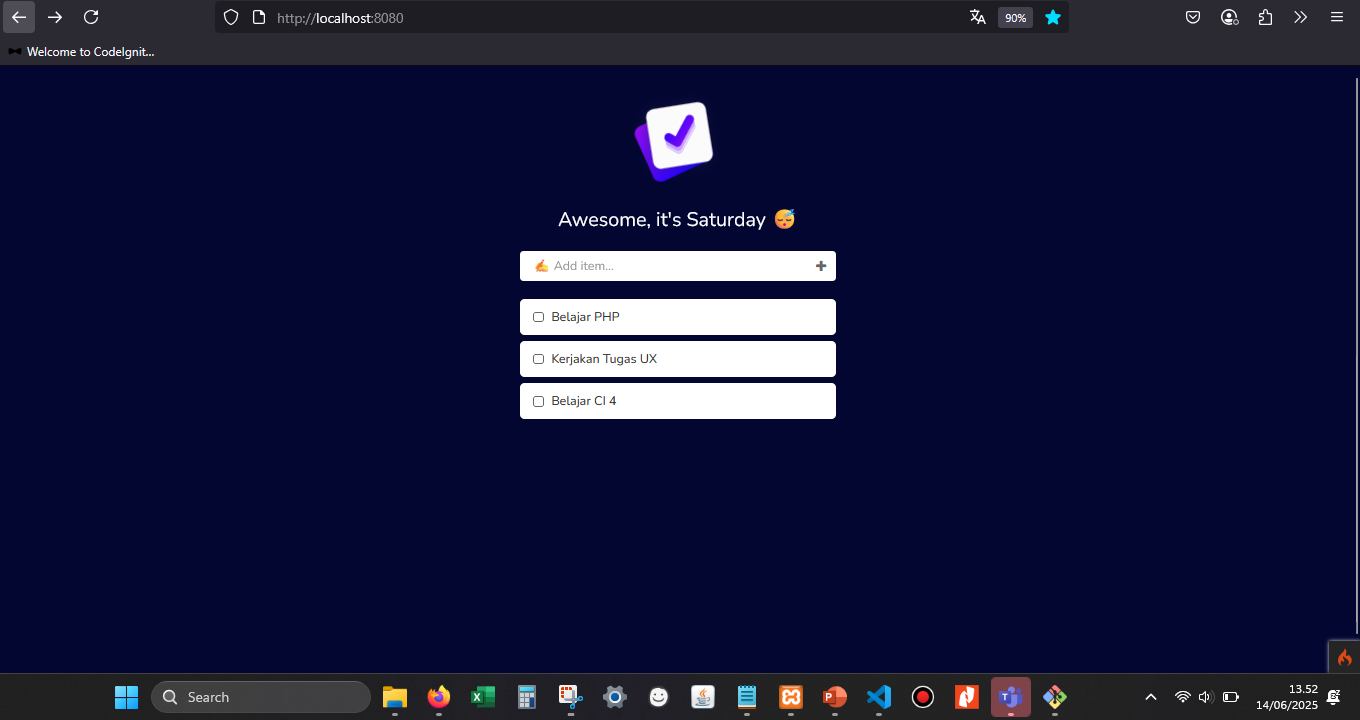 http://localhost:8080
90%
Welcome to CodeIgnit...
Awesome, it's Saturday 😴
✍ Add item...
Belajar PHP
Kerjakan Tugas UX
Belajar CI 4
Search
13.52
14/06/2025